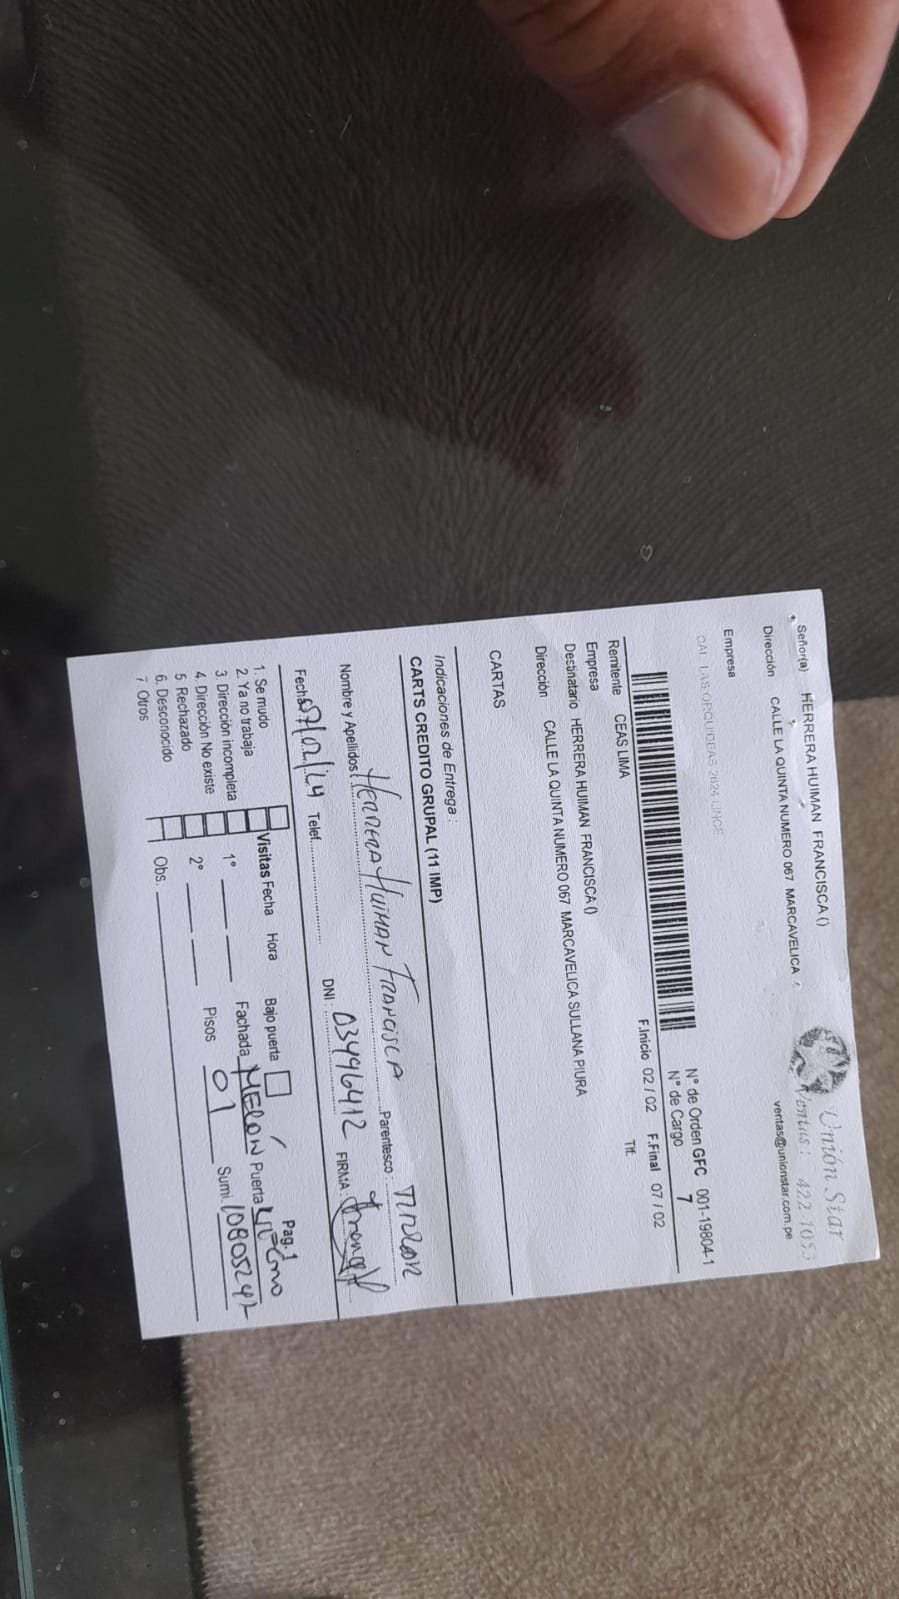 Unión Star
Ventas: 422-1053
ventas@unionstar.com.pe
Señor(a) HERRERA HUIMAN FRANCISCA ()
Dirección CALLE LA QUINTA NUMERO 067 MARCAVELICA
Empresa
CAL LAS ORQUIDEAS 2624 LINCE
N° de Orden GFC 001-19804-1
N° de Cargo 7
F.Inicio 02 / 02 F.Final 07 / 02
Remitente CEAS LIMA
Tlf:
Empresa
Destinatario HERRERA HUIMAN FRANCISCA ()
Dirección CALLE LA QUINTA NUMERO 067 MARCAVELICA SULLANA PIURA
CARTAS
Indicaciones de Entrega :
CARTS CREDITO GRUPAL (11 IMP)
Nombre y Apellidos: HERRERA HUIMAN FRANCISCA Parentesco:
Fecha 07/02/24 Telef. DNI: 03496412 FIRMA:
Pag. 1
1. Se mudo
2. Ya no trabaja
3. Dirección incompleta
4. Dirección No existe
5 Rechazado
6. Desconocido
7 Otros
Visitas Fecha Hora Bajo puerta
1° Fachada MELÓN Puerta
2° Pisos 01 Sumi
Obs.